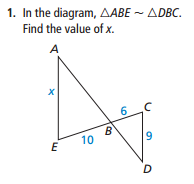 1. In the diagram, △ABE ~ △DBC.
Find the value of x.
A
x
6
C
B
9
10
E
D